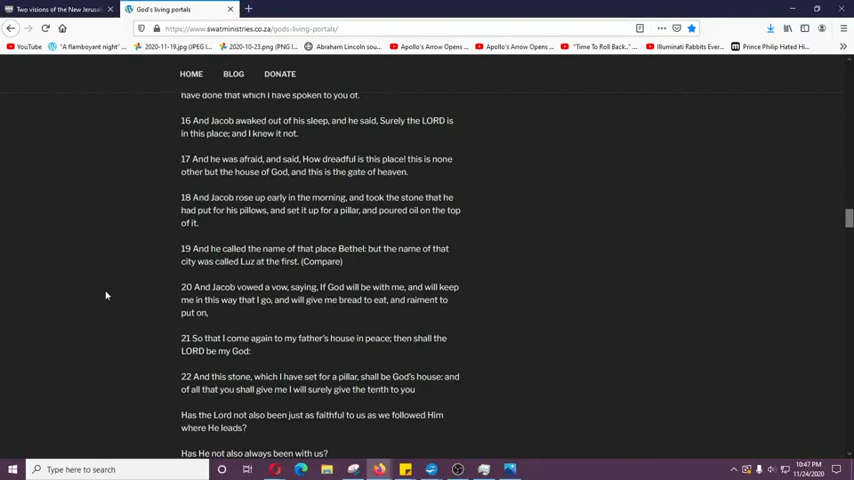 Two visions of the New Jerusal
God's living portals
https://www.swatministries.co.za/gods-living-portals/
YouTube
"A flamboyant night"
2020-11-19.jpg (JPEG I...
2020-10-23.png (PNG I...
Abraham Lincoln sou...
Apollo's Arrow Opens ...
Apollo's Arrow Opens ...
"Time To Roll Back."...
Illuminati Rabbits Ever...
Prince Philip Hated Hi...
HOME BLOG DONATE
have done that which I have spoken to you of.
16 And Jacob awaked out of his sleep, and he said, Surely the LORD is
in this place; and I knew it not.
17 And he was afraid, and said, How dreadful is this place! this is none
other but the house of God, and this is the gate of heaven.
18 And Jacob rose up early in the morning, and took the stone that he
had put for his pillows, and set it up for a pillar, and poured oil on the top
of it.
19 And he called the name of that place Bethel: but the name of that
city was called Luz at the first. (Compare)
20 And Jacob vowed a vow, saying, If God will be with me, and will keep
me in this way that I go, and will give me bread to eat, and raiment to
put on,
21 So that I come again to my father's house in peace; then shall the
LORD be my God:
22 And this stone, which I have set for a pillar, shall be God's house: and
of all that you shall give me I will surely give the tenth to you
Has the Lord not also been just as faithful to us as we followed Him
where He leads?
Has He not also always been with us?
Type here to search
10:47 PM
11/24/2020